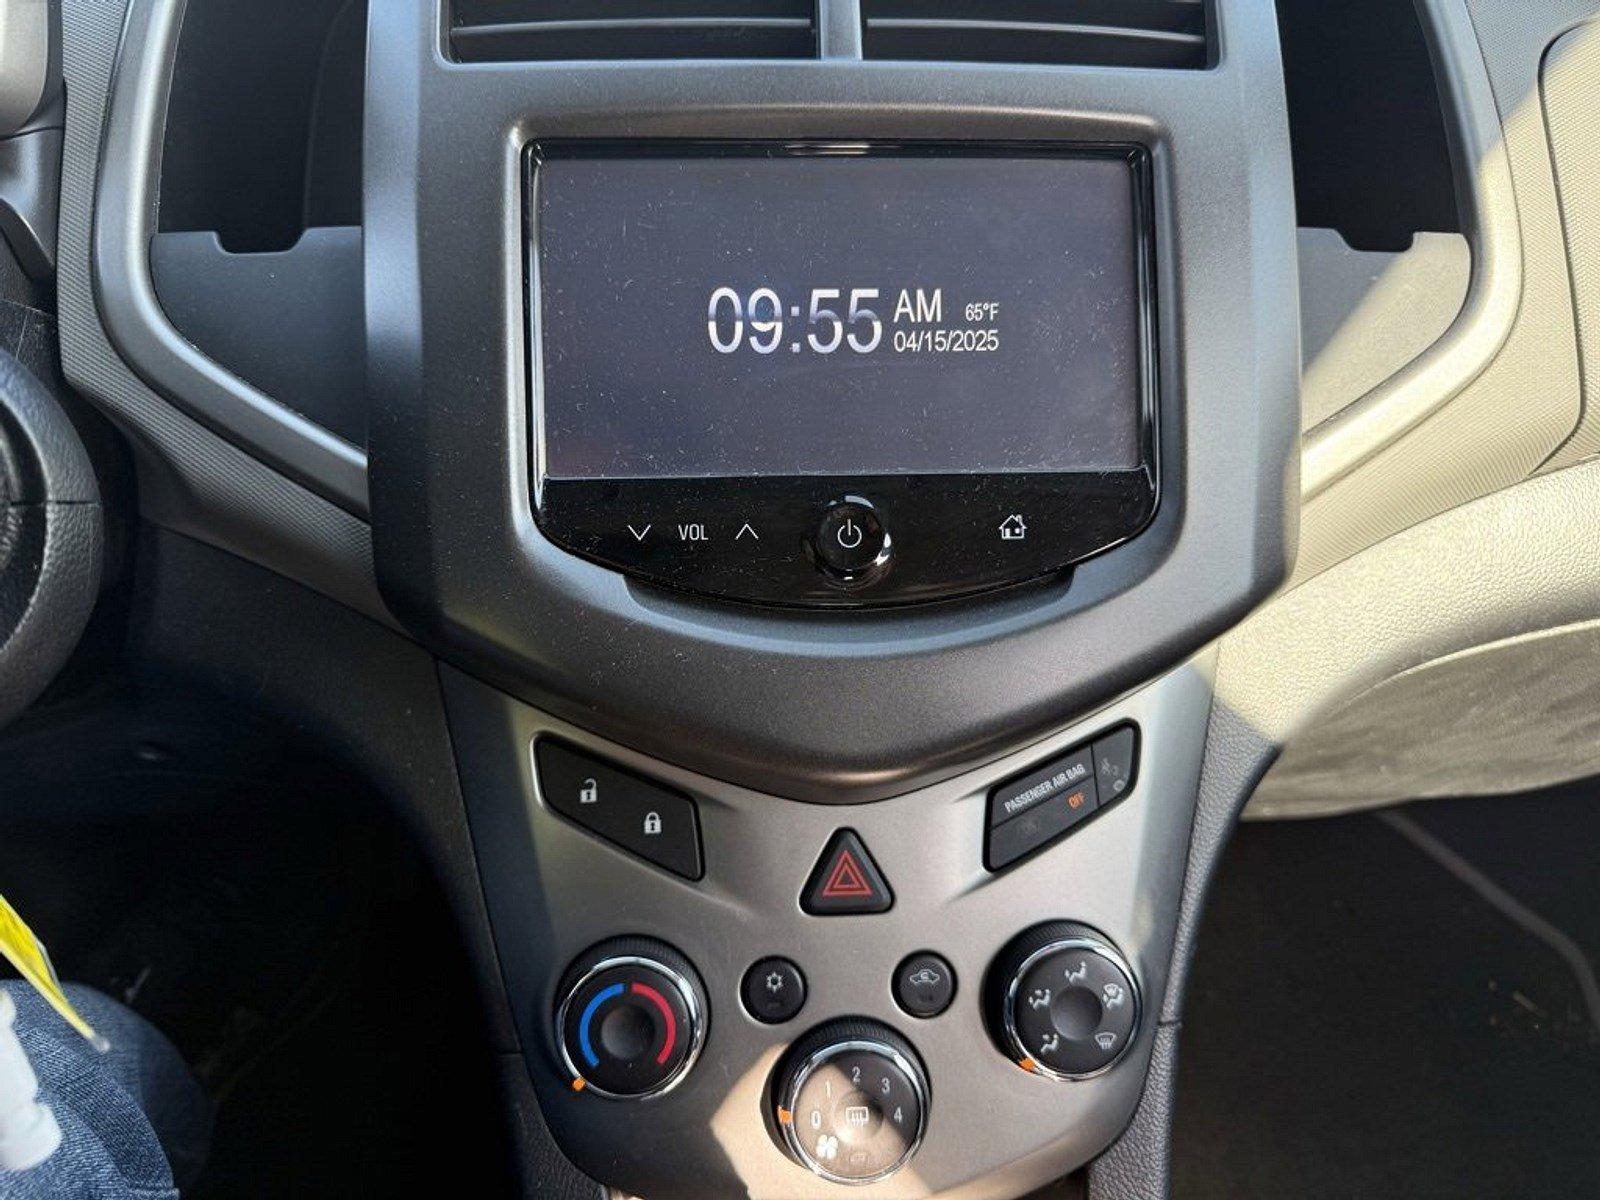 09:55 AM 65°F
04/15/2025
VOL
PASSENGER AIR BAG
OFF
1 2 3
0 4